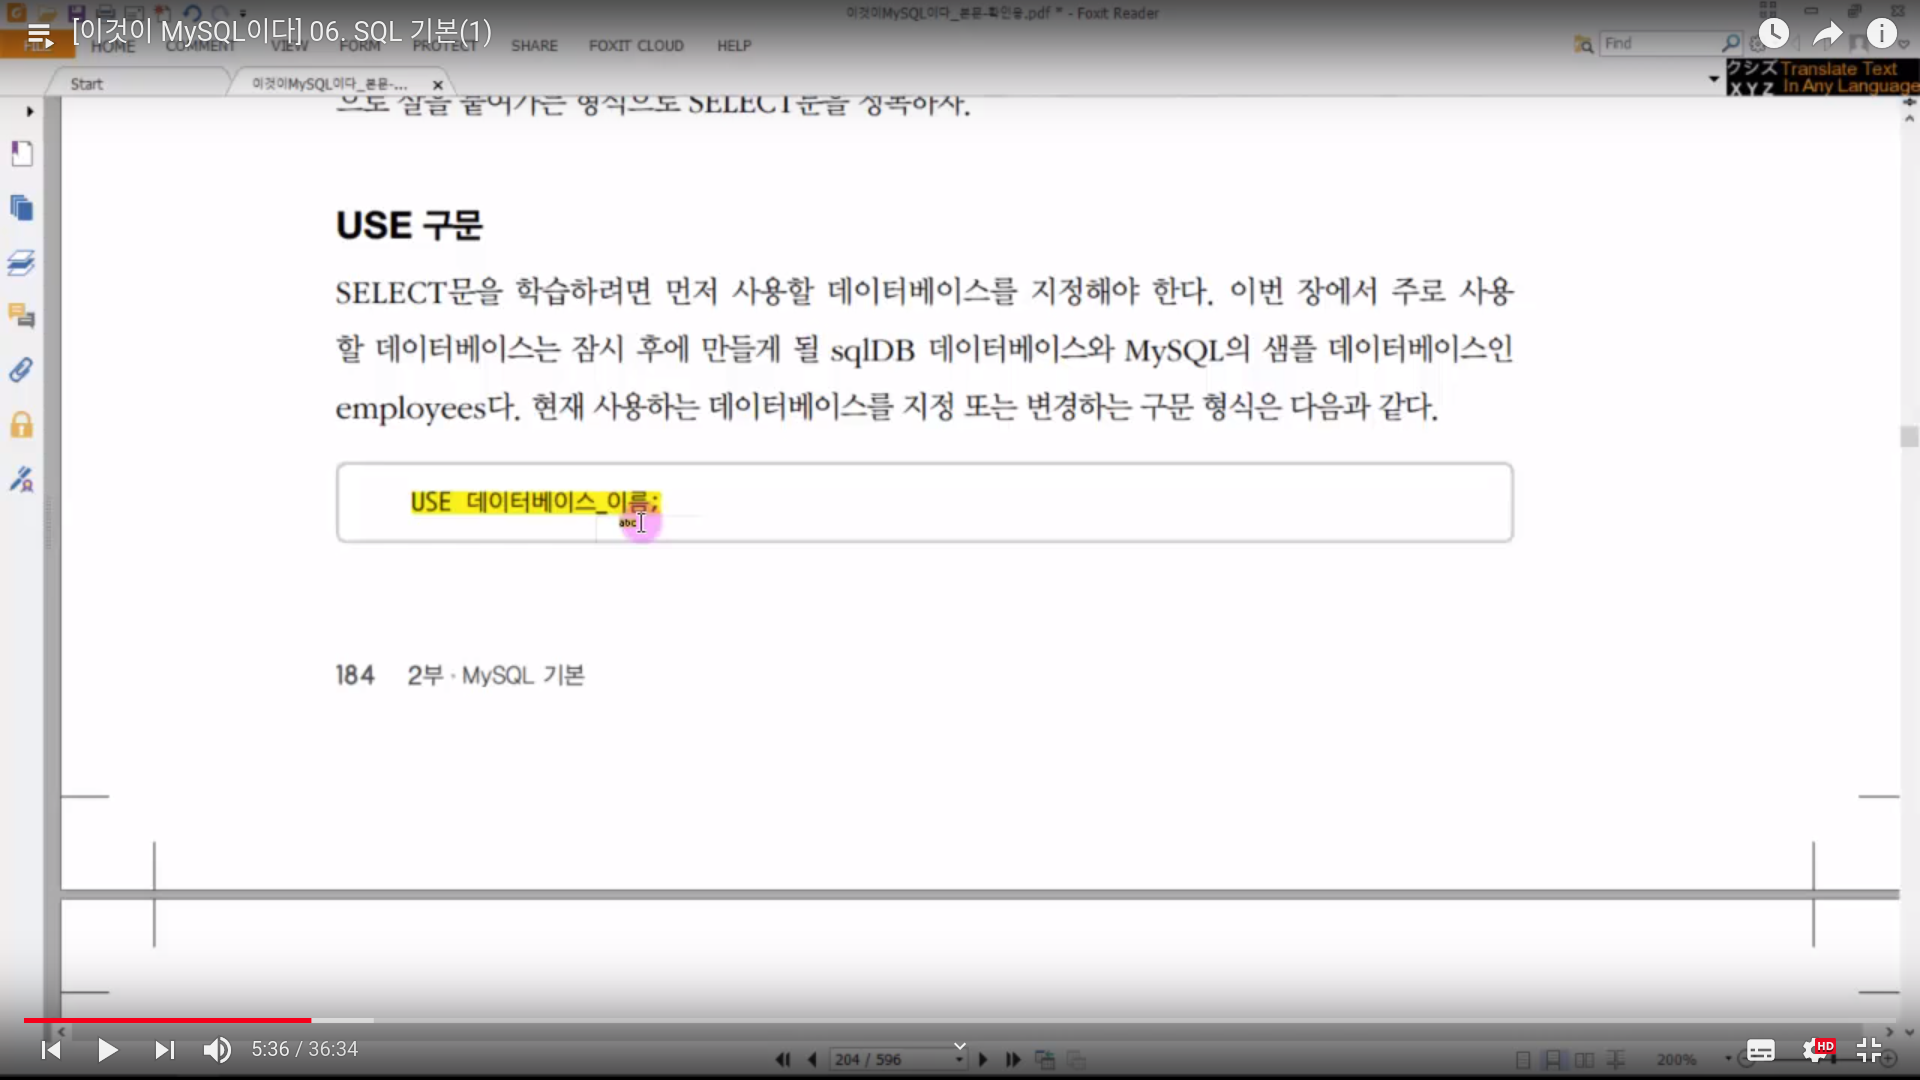 [이것이 MySQL이다] 06. SQL 기본(1)
이것이MySQL이다_본문-확인용.pdf * - Foxit Reader
FILE HOME COMMENT VIEW FORM PROTECT SHARE FOXIT CLOUD HELP
Find
Start
이것이MySQL이다_본문-...
クシズ Translate Text
X Y Z In Any Language
으로 살을 붙여가는 형식으로 SELECT문을 정복하자.
USE 구문
SELECT문을 학습하려면 먼저 사용할 데이터베이스를 지정해야 한다. 이번 장에서 주로 사용
할 데이터베이스는 잠시 후에 만들게 될 sqlDB 데이터베이스와 MySQL의 샘플 데이터베이스인
employees다. 현재 사용하는 데이터베이스를 지정 또는 변경하는 구문 형식은 다음과 같다.
USE 데이터베이스_이름;
abc
184 2부 · MySQL 기본
5:36 / 36:34
204 / 596
200%
HD